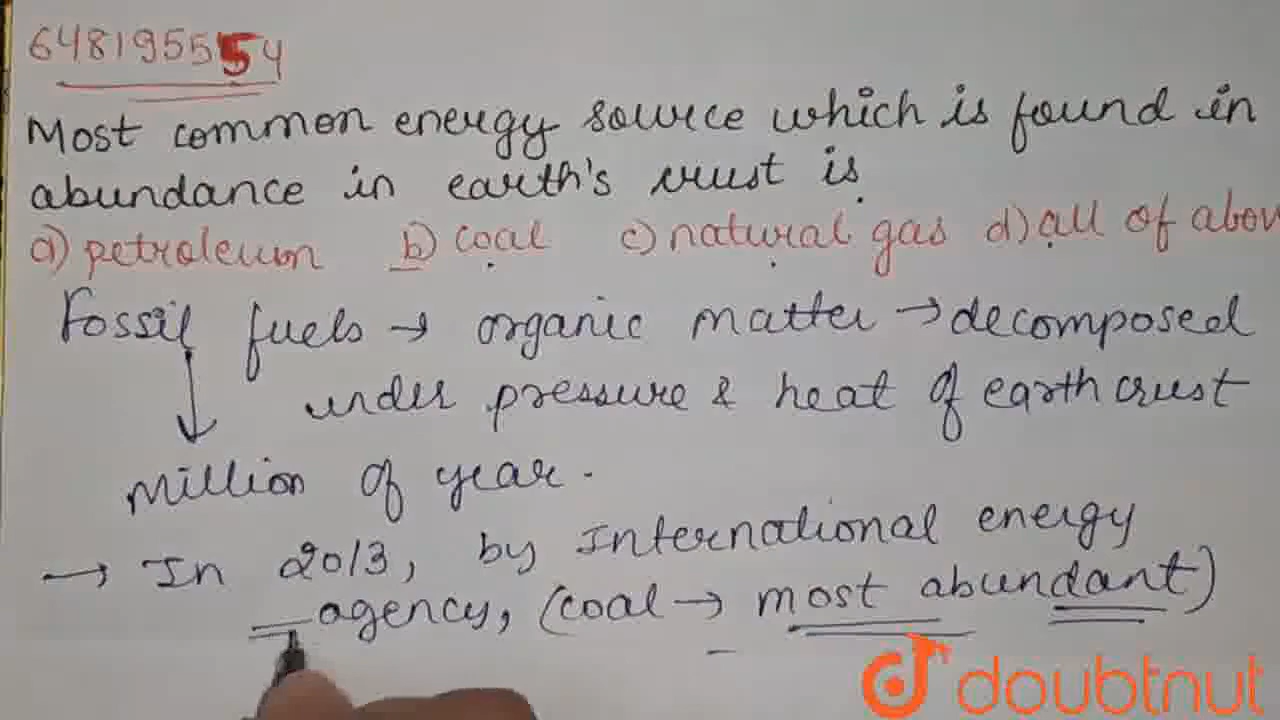 648195554
Most common energy source which is found in
abundance in earth's crust is.
a) petroleum b) coal c) natural gas d) all of abov
Fossil fuels → organic matter → decomposed
under pressure & heat of earth crust
million of year.
→ In 2013, by International energy
agency, (coal → most abundant)
doubtnut